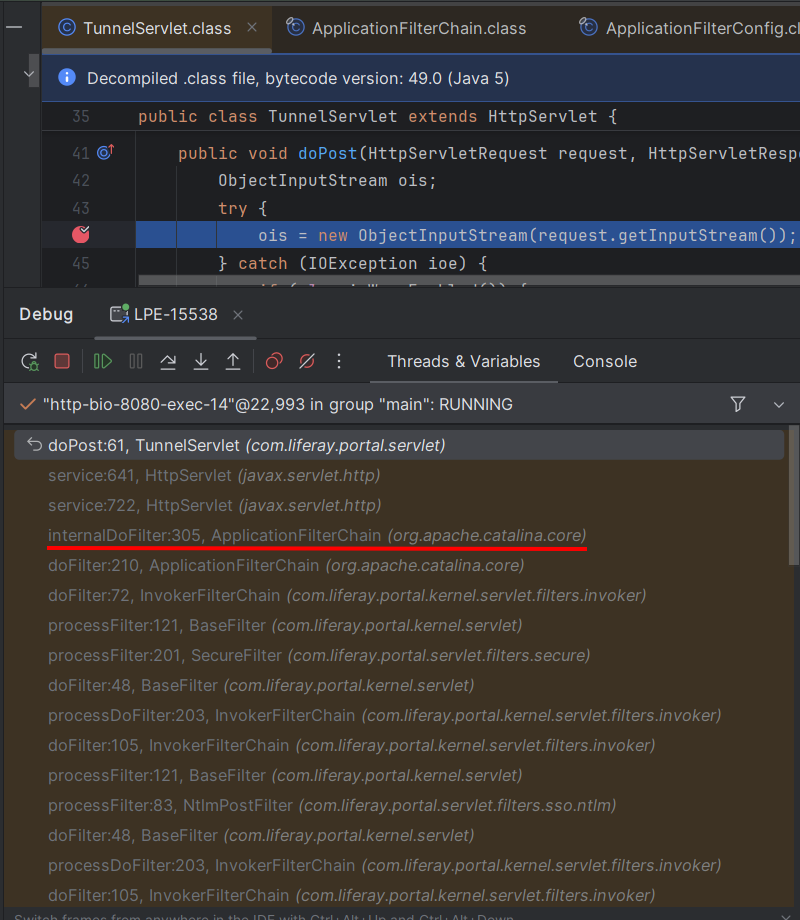 TunnelServlet.class
ApplicationFilterChain.class
ApplicationFilterConfig.cl
Decompiled .class file, bytecode version: 49.0 (Java 5)
35 public class TunnelServlet extends HttpServlet {
41 public void doPost(HttpServletRequest request, HttpServletRespo
42 ObjectInputStream ois;
43 try {
ois = new ObjectInputStream(request.getInputStream());
45 } catch (IOException ioe) {
Debug
LPE-15538
Threads & Variables
Console
"http-bio-8080-exec-14"@22,993 in group "main": RUNNING
doPost:61, TunnelServlet (com.liferay.portal.servlet)
service:641, HttpServlet (javax.servlet.http)
service:722, HttpServlet (javax.servlet.http)
internalDoFilter:305, ApplicationFilterChain (org.apache.catalina.core)
doFilter:210, ApplicationFilterChain (org.apache.catalina.core)
doFilter:72, InvokerFilterChain (com.liferay.portal.kernel.servlet.filters.invoker)
processFilter:121, BaseFilter (com.liferay.portal.kernel.servlet)
processFilter:201, SecureFilter (com.liferay.portal.servlet.filters.secure)
doFilter:48, BaseFilter (com.liferay.portal.kernel.servlet)
processDoFilter:203, InvokerFilterChain (com.liferay.portal.kernel.servlet.filters.invoker)
doFilter:105, InvokerFilterChain (com.liferay.portal.kernel.servlet.filters.invoker)
processFilter:121, BaseFilter (com.liferay.portal.kernel.servlet)
processFilter:83, NtlmPostFilter (com.liferay.portal.servlet.filters.sso.ntlm)
doFilter:48, BaseFilter (com.liferay.portal.kernel.servlet)
processDoFilter:203, InvokerFilterChain (com.liferay.portal.kernel.servlet.filters.invoker)
doFilter:105, InvokerFilterChain (com.liferay.portal.kernel.servlet.filters.invoker)
Switch frames from anywhere in the IDE with Ctrl+Alt+Up and Ctrl+Alt+Down